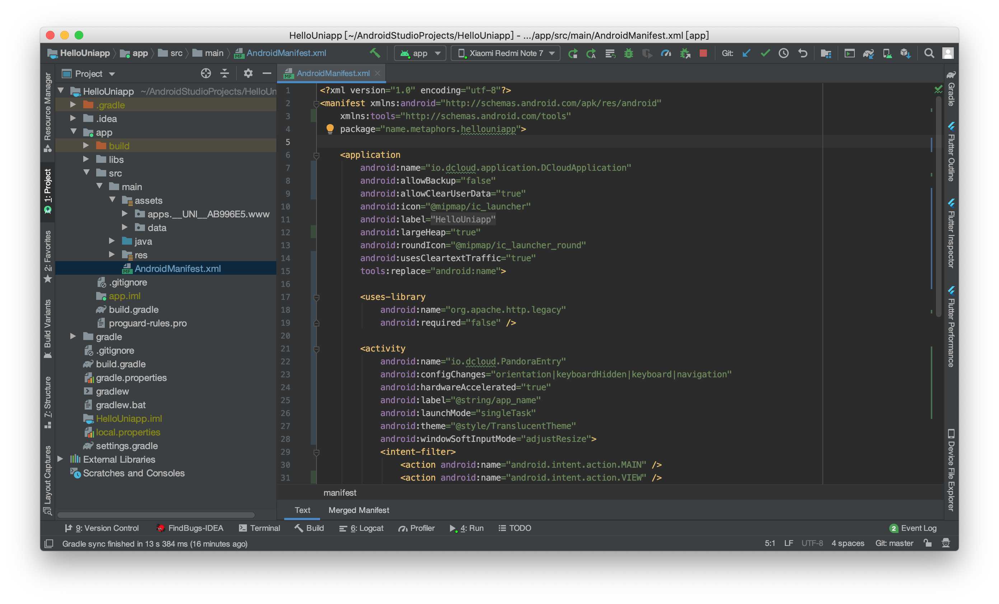 HelloUniapp [~/AndroidStudioProjects/HelloUniapp] - .../app/src/main/AndroidManifest.xml [app]
HelloUniapp app src main AndroidManifest.xml app Xiaomi Redmi Note 7 Git:
Project
AndroidManifest.xml
HelloUniapp ~/AndroidStudioProjects/HelloUn
.gradle
.idea
app
build
libs
src
main
assets
apps.__UNI__AB996E5.www
data
java
res
AndroidManifest.xml
.gitignore
app.iml
build.gradle
proguard-rules.pro
gradle
.gitignore
build.gradle
gradle.properties
gradlew
gradlew.bat
HelloUniapp.iml
local.properties
settings.gradle
External Libraries
Scratches and Consoles
Resource Manager
1: Project
2: Favorites
Build Variants
7: Structure
Layout Captures
1 <?xml version="1.0" encoding="utf-8"?>
2 <manifest xmlns:android="http://schemas.android.com/apk/res/android"
3 xmlns:tools="http://schemas.android.com/tools"
4 package="name.metaphors.hellouniapp">
5
6 <application
7 android:name="io.dcloud.application.DCloudApplication"
8 android:allowBackup="false"
9 android:allowClearUserData="true"
10 android:icon="@mipmap/ic_launcher"
11 android:label="HelloUniapp"
12 android:largeHeap="true"
13 android:roundIcon="@mipmap/ic_launcher_round"
14 android:usesCleartextTraffic="true"
15 tools:replace="android:name">
16
17 <uses-library
18 android:name="org.apache.http.legacy"
19 android:required="false" />
20
21 <activity
22 android:name="io.dcloud.PandoraEntry"
23 android:configChanges="orientation|keyboardHidden|keyboard|navigation"
24 android:hardwareAccelerated="true"
25 android:label="@string/app_name"
26 android:launchMode="singleTask"
27 android:theme="@style/TranslucentTheme"
28 android:windowSoftInputMode="adjustResize">
29 <intent-filter>
30 <action android:name="android.intent.action.MAIN" />
31 <action android:name="android.intent.action.VIEW" />
manifest
Text Merged Manifest
Gradle
Flutter Outline
Flutter Inspector
Flutter Performance
Device File Explorer
9: Version Control FindBugs-IDEA Terminal Build 6: Logcat Profiler 4: Run TODO 2 Event Log
Gradle sync finished in 13 s 384 ms (16 minutes ago) 5:1 LF UTF-8 4 spaces Git: master